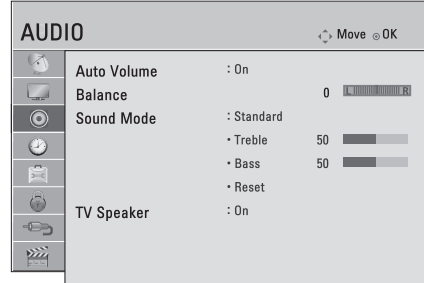 AUDIO Move OK
Auto Volume : On
Balance 0 L R
Sound Mode : Standard
• Treble 50
• Bass 50
• Reset
TV Speaker : On